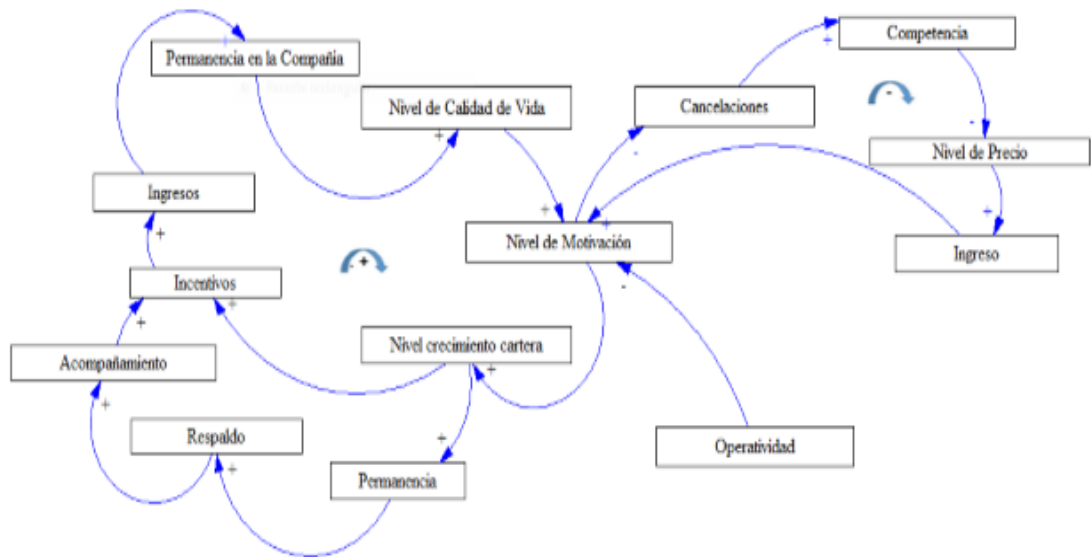 Permanencia en la Compañía
Competencia
Nivel de Calidad de Vida
Cancelaciones
Nivel de Precio
Ingresos
Nivel de Motivación
Ingreso
Incentivos
Nivel crecimiento cartera
Acompañamiento
Respaldo
Operatividad
Permanencia